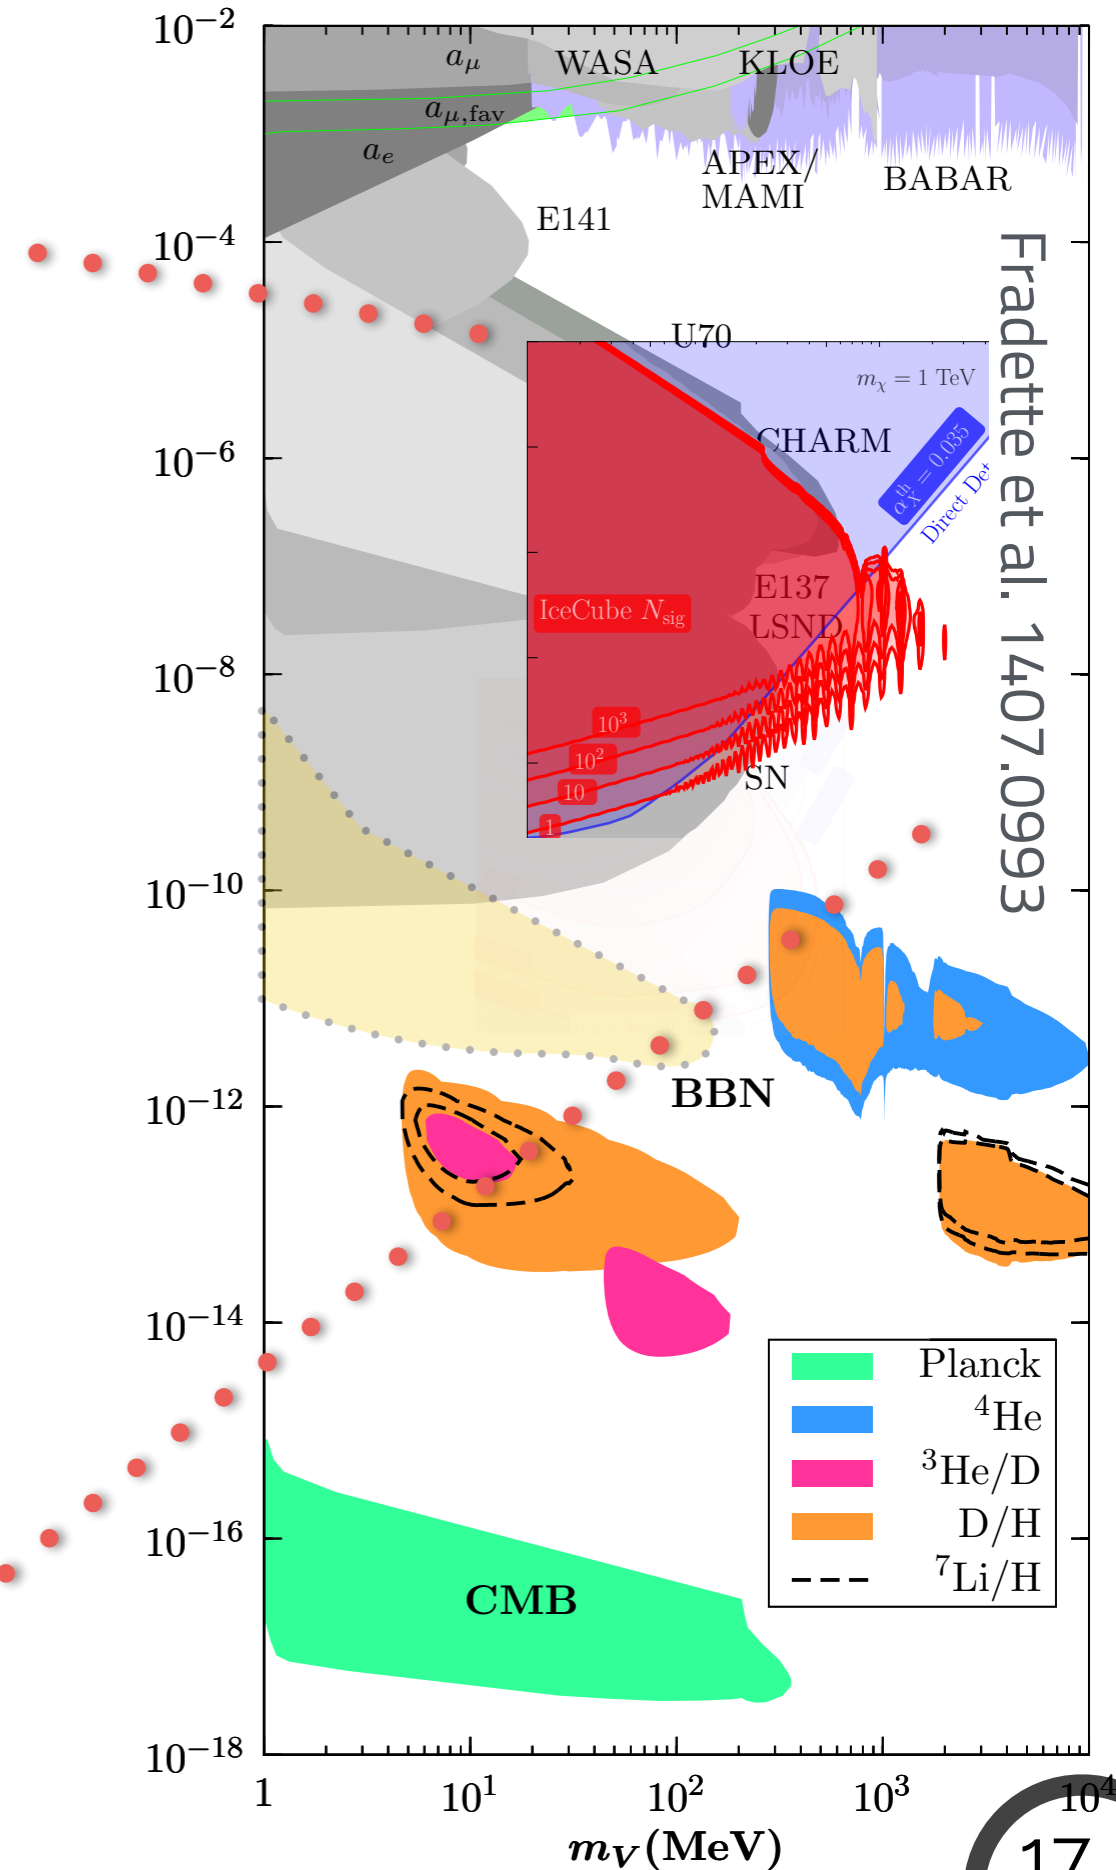 10−2
aμ
WASA
KLOE
aμ,fav
ae
APEX/
MAMI
BABAR
E141
10−4
U70
mχ = 1 TeV
CHARM
10−6
αXth = 0.035
Direct Det
Fradette et al. 1407.0993
E137
LSND
IceCube Nsig
10−8
103
102
10
1
SN
10−10
BBN
10−12
10−14
Planck
4He
3He/D
D/H
7Li/H
10−16
CMB
10−18
1
101
102
103
104
mV(MeV)
17